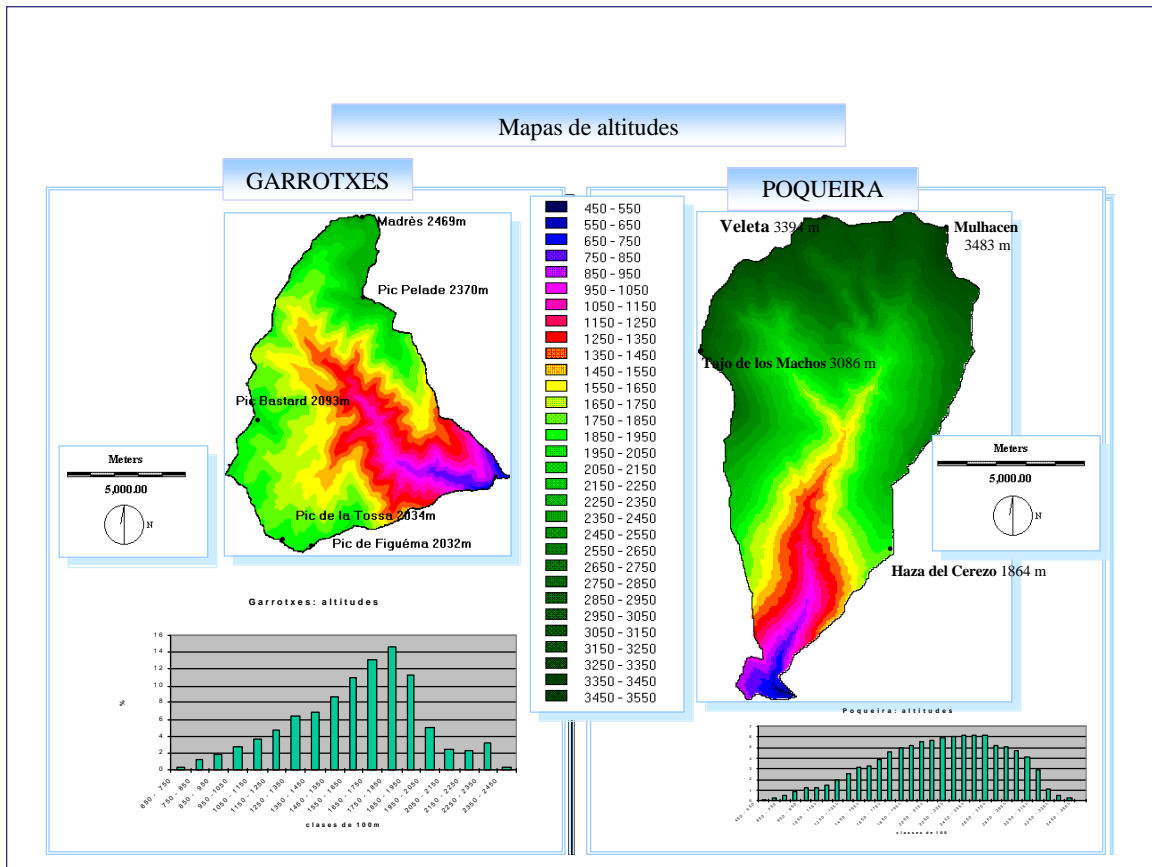 Mapas de altitudes
GARROTXES
POQUEIRA
Madrès 2469m
Pic Pelade 2370m
Pic Bastard 2093m
Pic de la Tossa 2034m
Pic de Figuéma 2032m
Meters
5,000.00
N
450 - 550
550 - 650
650 - 750
750 - 850
850 - 950
950 - 1050
1050 - 1150
1150 - 1250
1250 - 1350
1350 - 1450
1450 - 1550
1550 - 1650
1650 - 1750
1750 - 1850
1850 - 1950
1950 - 2050
2050 - 2150
2150 - 2250
2250 - 2350
2350 - 2450
2450 - 2550
2550 - 2650
2650 - 2750
2750 - 2850
2850 - 2950
2950 - 3050
3050 - 3150
3150 - 3250
3250 - 3350
3350 - 3450
3450 - 3550
Veleta 3394 m
Mulhacen
3483 m
Tajo de los Machos 3086 m
Haza del Cerezo 1864 m
Meters
5,000.00
N
Garrotxes: altitudes
%
16
14
12
10
8
6
4
2
0
650 - 750
750 - 850
850 - 950
950 - 1050
1050 - 1150
1150 - 1250
1250 - 1350
1350 - 1450
1450 - 1550
1550 - 1650
1650 - 1750
1750 - 1850
1850 - 1950
1950 - 2050
2050 - 2150
2150 - 2250
2250 - 2350
2350 - 2450
clases de 100m
Poqueira: altitudes
7
6
5
4
3
2
1
0
classes de 100